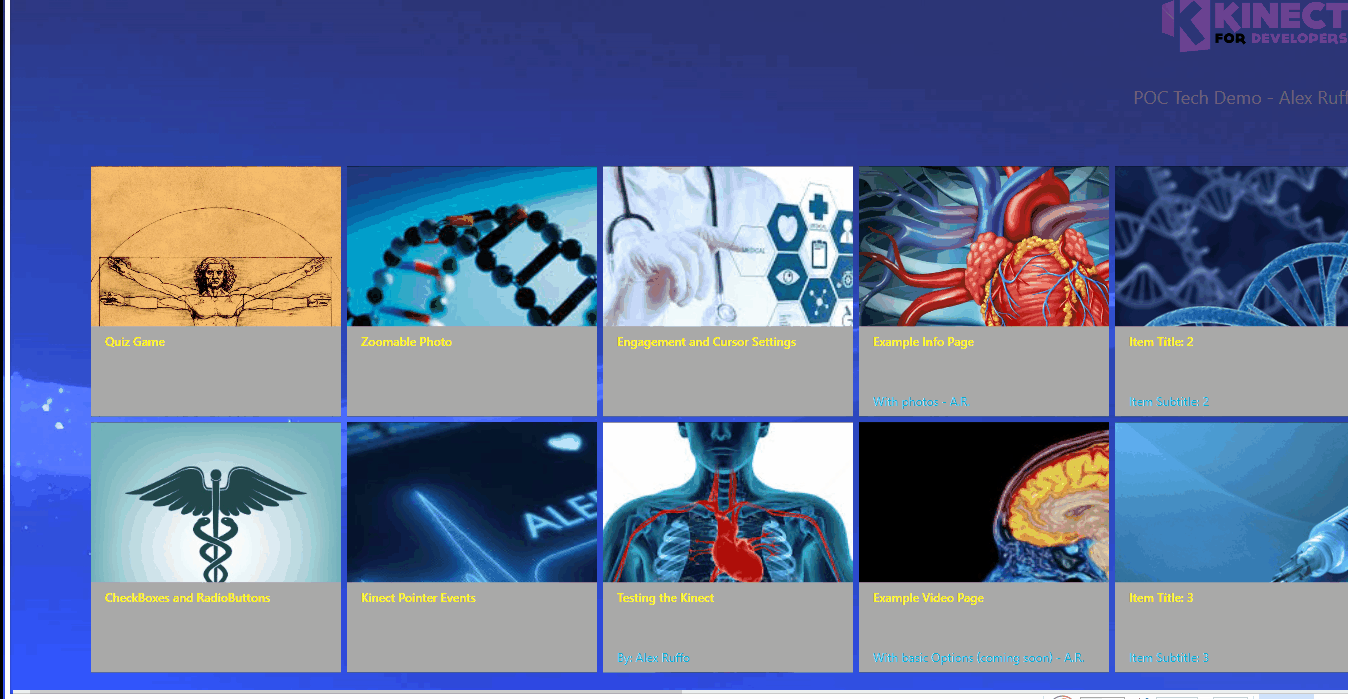 KINECT
FOR DEVELOPERS
POC Tech Demo - Alex Ruff
MEDICAL
Quiz Game
Zoomable Photo
Engagement and Cursor Settings
Example Info Page
Item Title: 2
With photos - A.R.
Item Subtitle: 2
ALE
CheckBoxes and RadioButtons
Kinect Pointer Events
Testing the Kinect
Example Video Page
Item Title: 3
By: Alex Ruffo
With basic Options (coming soon) - A.R.
Item Subtitle: 3